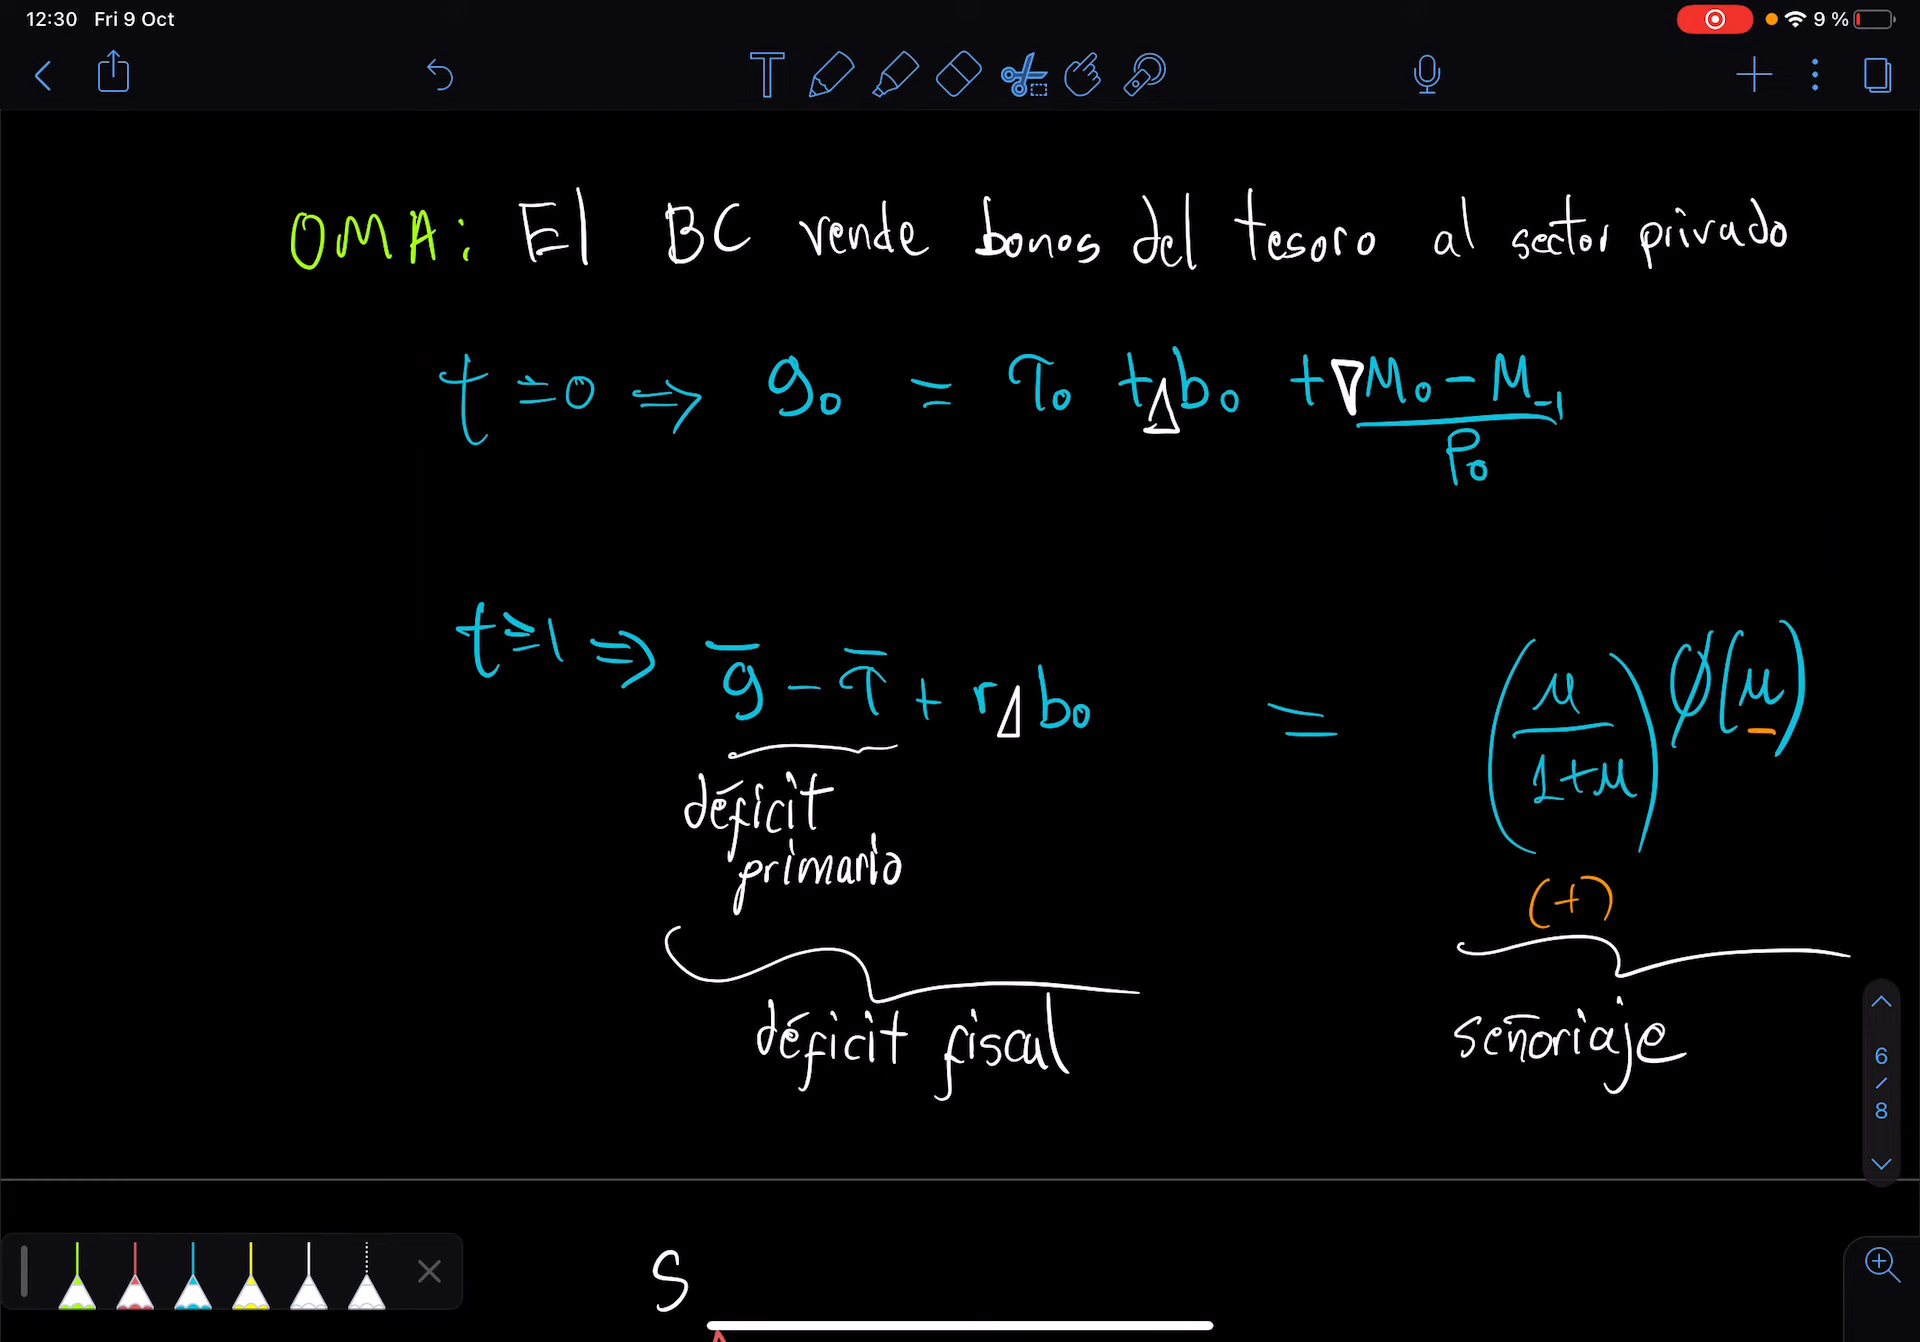 12:30 Fri 9 Oct 9 %
OMA: El BC vende bonos del tesoro al sector privado
t=0 ⇒ g₀ = τ₀ + △b₀ + ▽ (M₀ - M₋₁)/P₀
t≥1 ⇒ g̅ - τ̅ + r△b₀ = (μ/(1+μ)) φ(μ)
déficit
primario
(+)
déficit fiscal
señoriaje
6
/
8
S